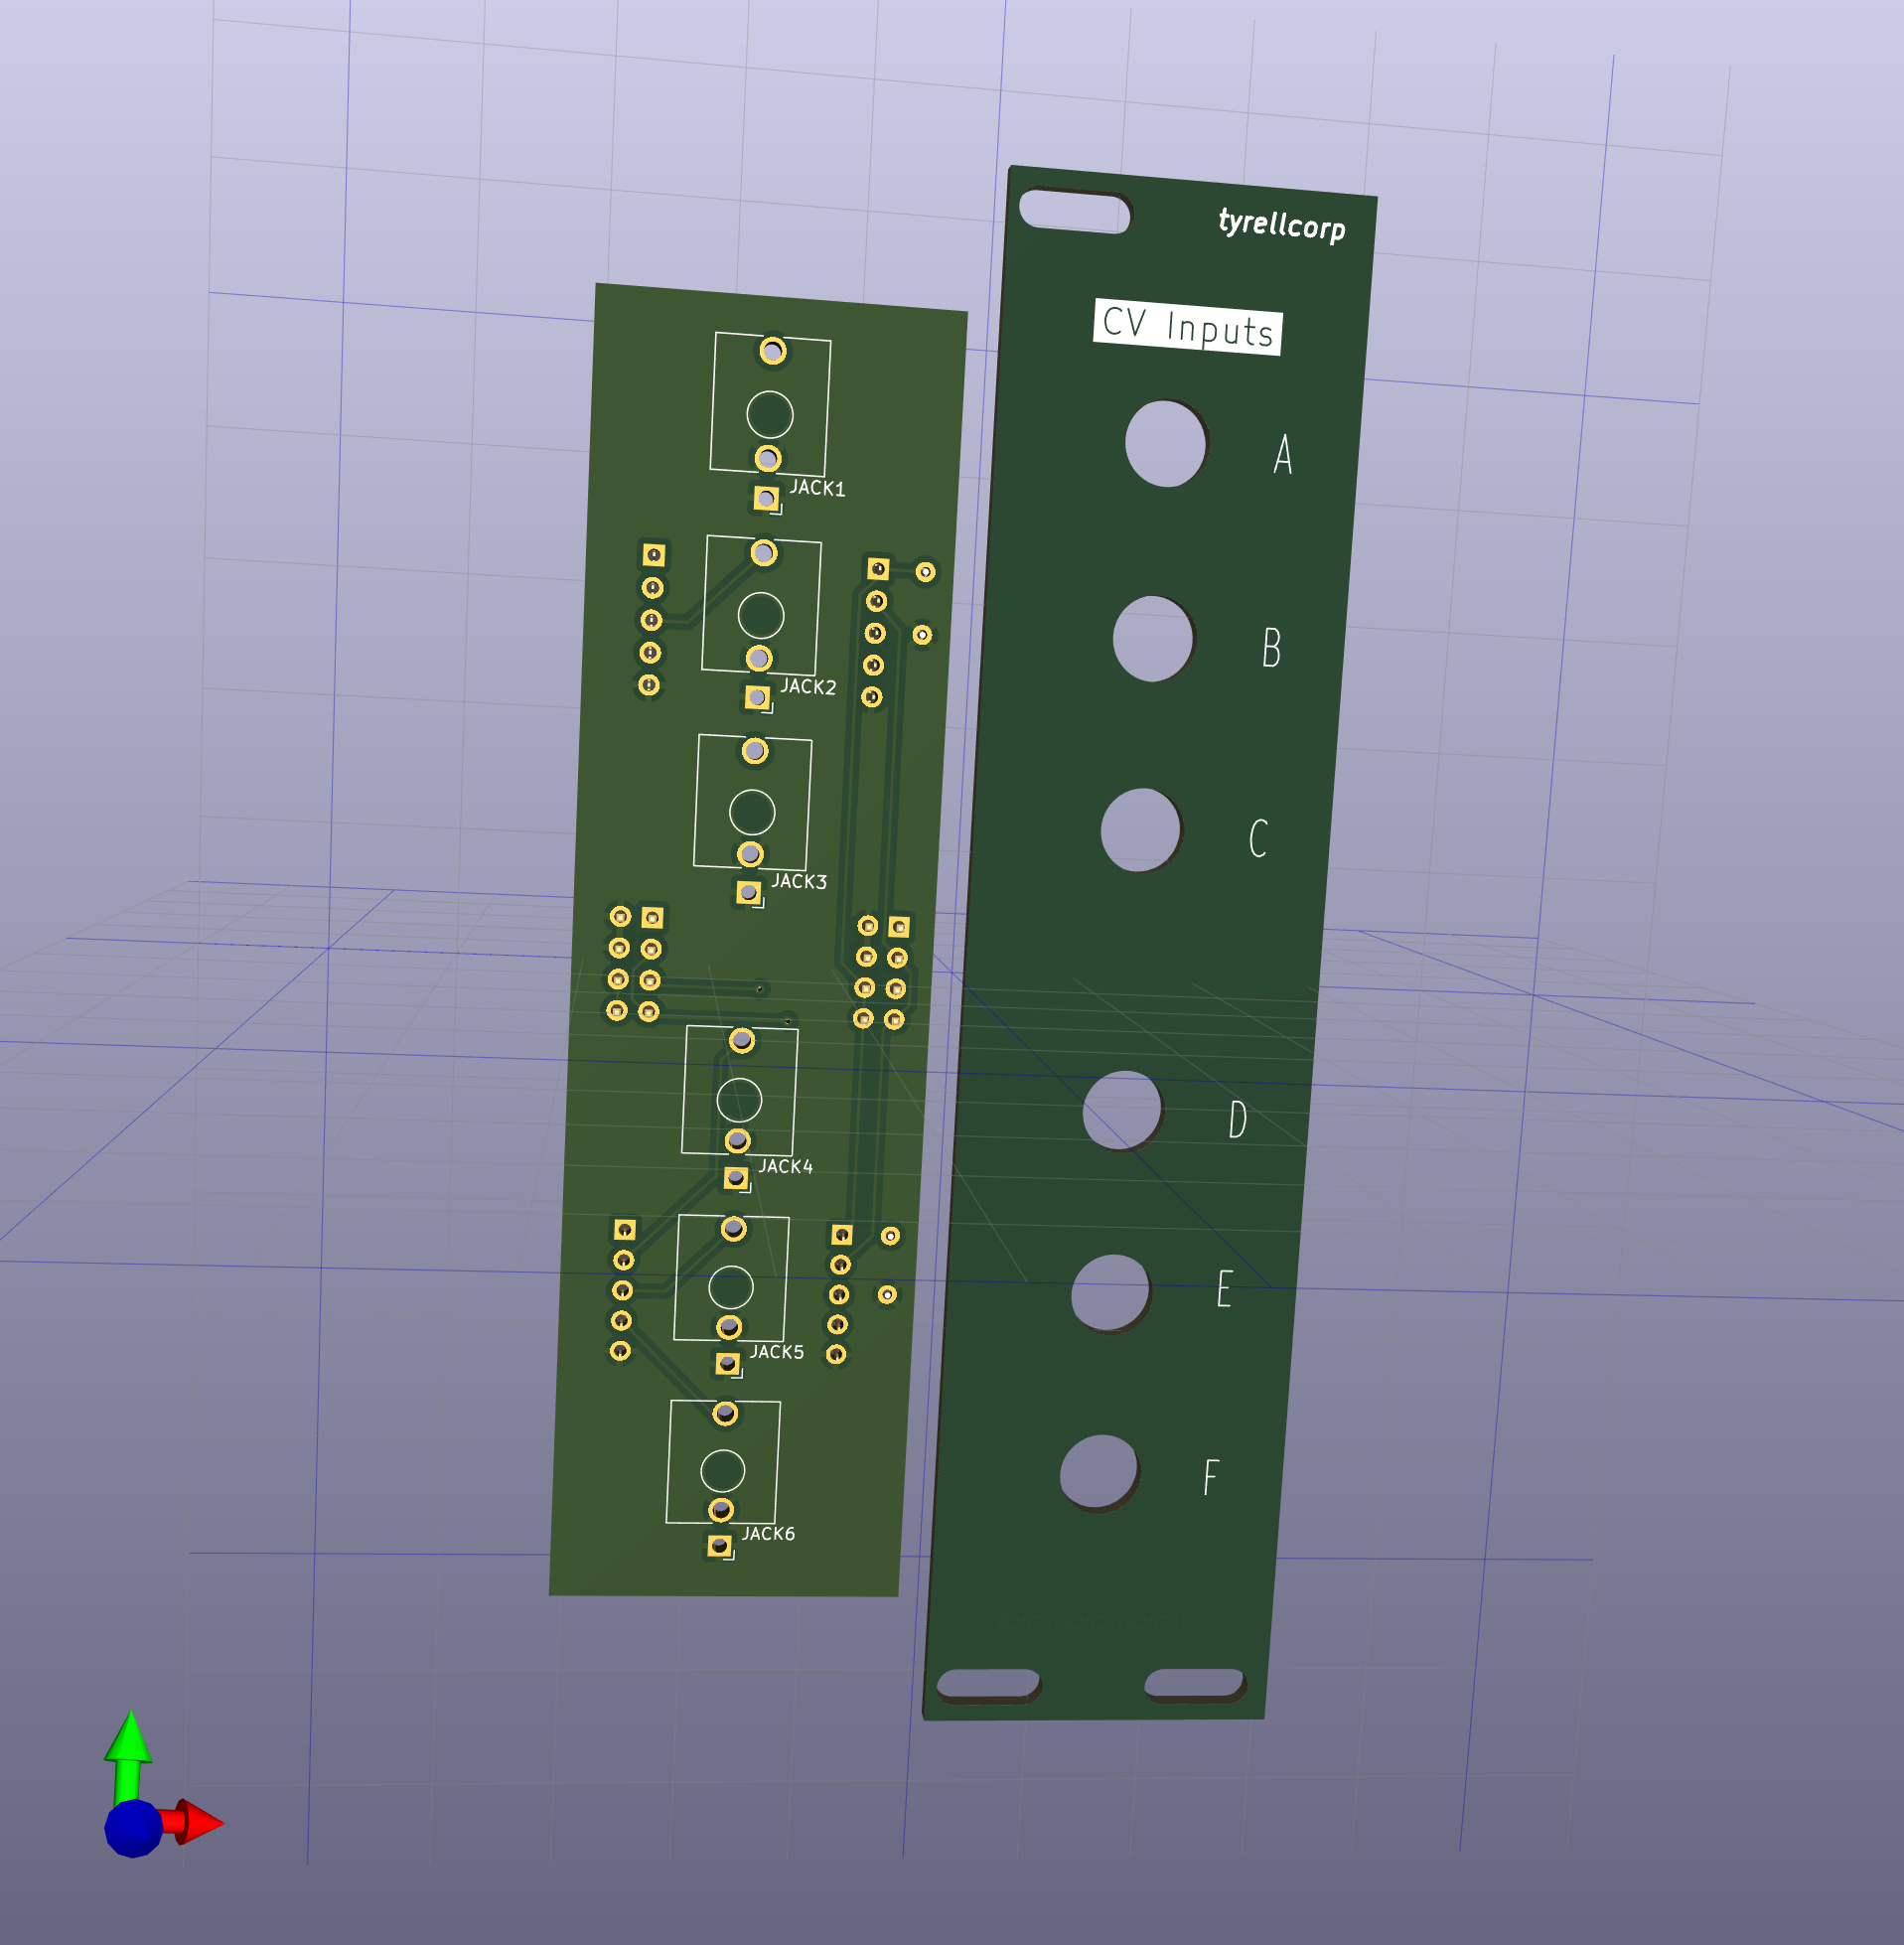 JACK1
JACK2
JACK3
JACK4
JACK5
JACK6
tyrellcorp
CV Inputs
A
B
C
D
E
F